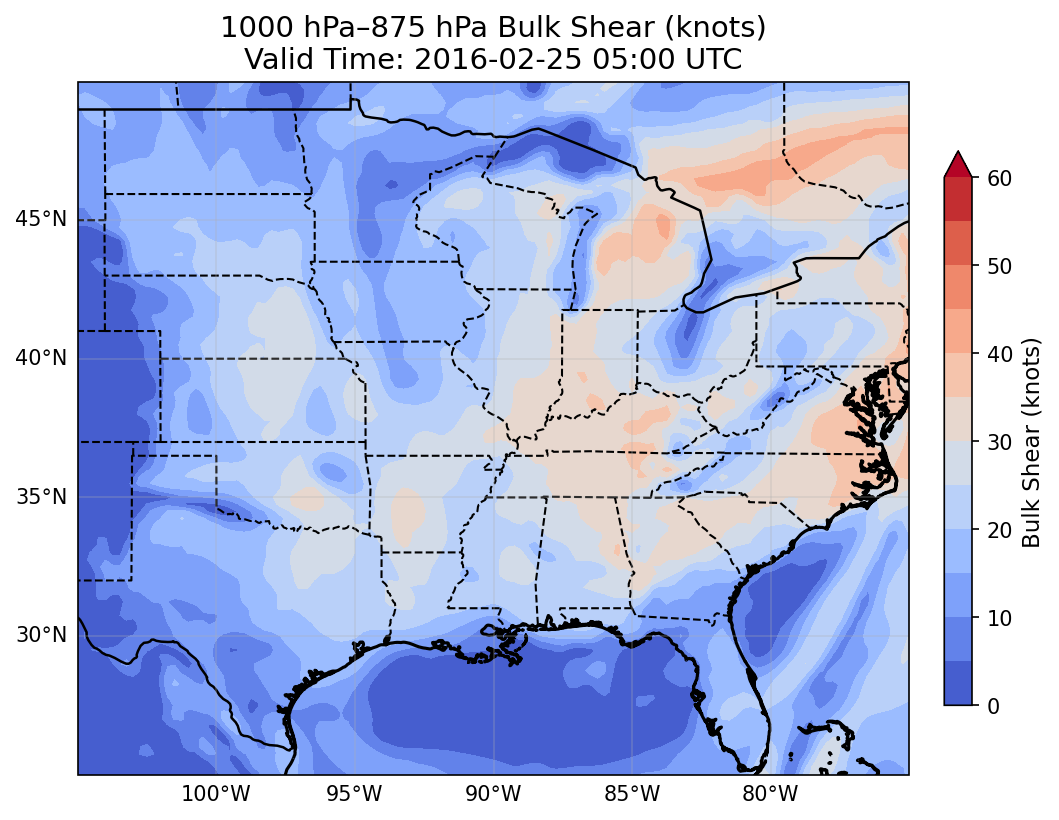 1000 hPa–875 hPa Bulk Shear (knots)
Valid Time: 2016-02-25 05:00 UTC
45°N
40°N
35°N
30°N
100°W
95°W
90°W
85°W
80°W
60
50
40
30
20
10
0
Bulk Shear (knots)